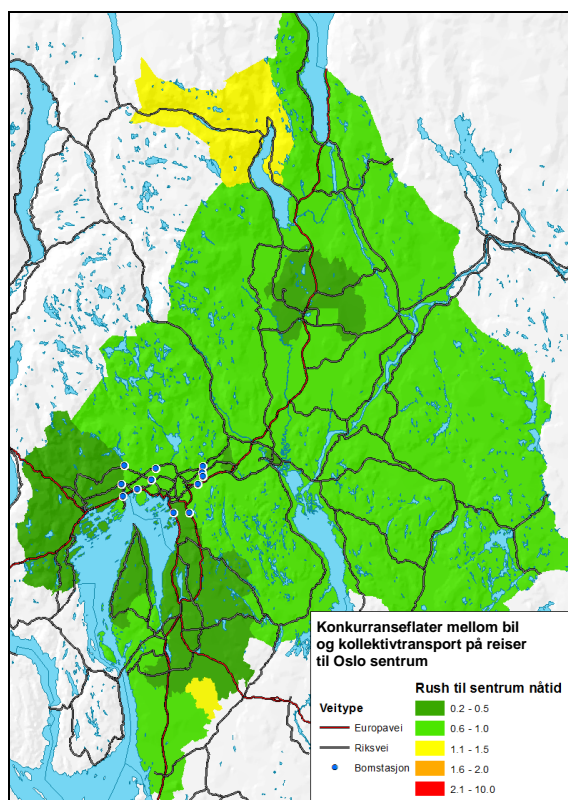 Konkurranseflater mellom bil
og kollektivtransport på reiser
til Oslo sentrum
Rush til sentrum nåtid
Veitype
Europavei
Riksvei
Bomstasjon
0.2 - 0.5
0.6 - 1.0
1.1 - 1.5
1.6 - 2.0
2.1 - 10.0